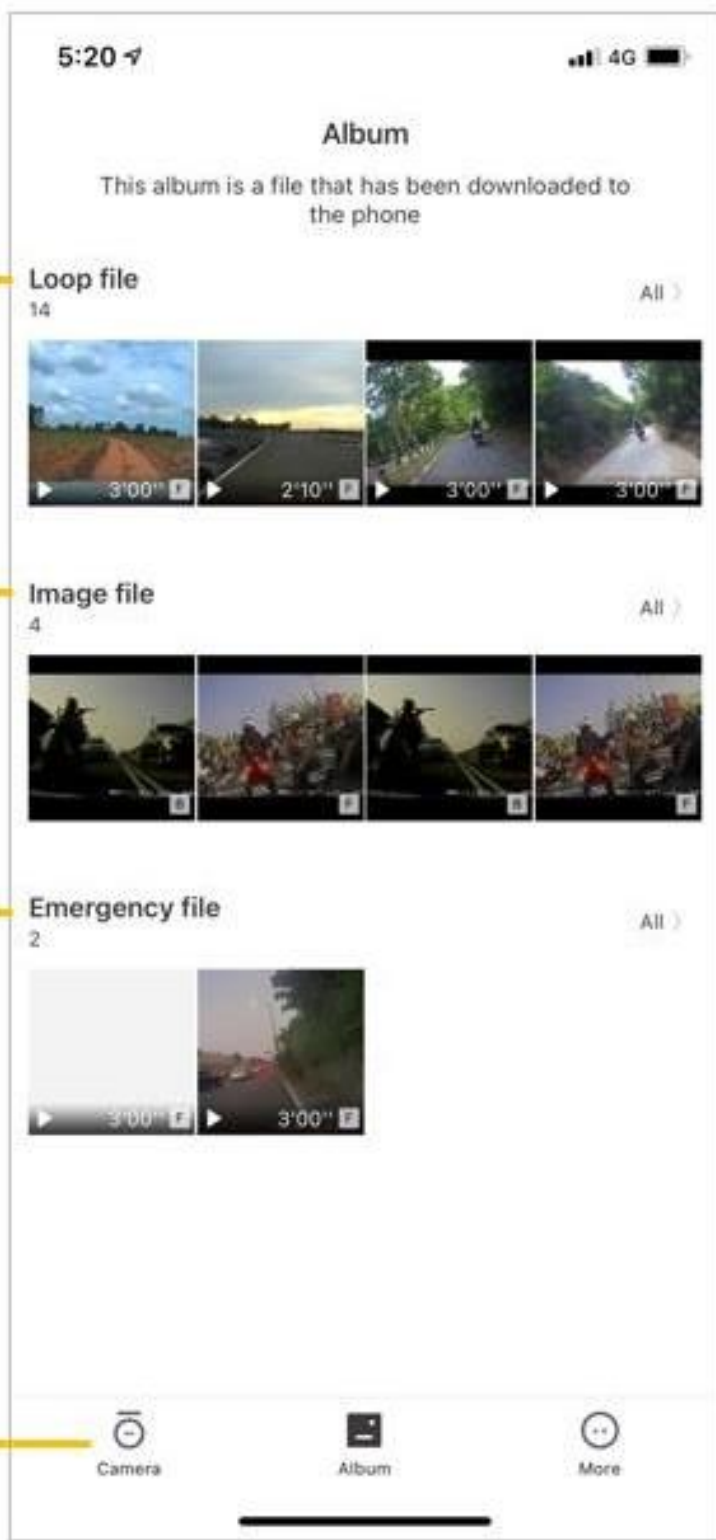 5:20
4G
Album
This album is a file that has been downloaded to
the phone
Loop file
All
14
3'00'' F
2'10'' F
3'00'' F
3'00'' F
Image file
All
4
B
F
B
F
Emergency file
All
2
3'00'' F
3'00'' F
Camera
Album
More